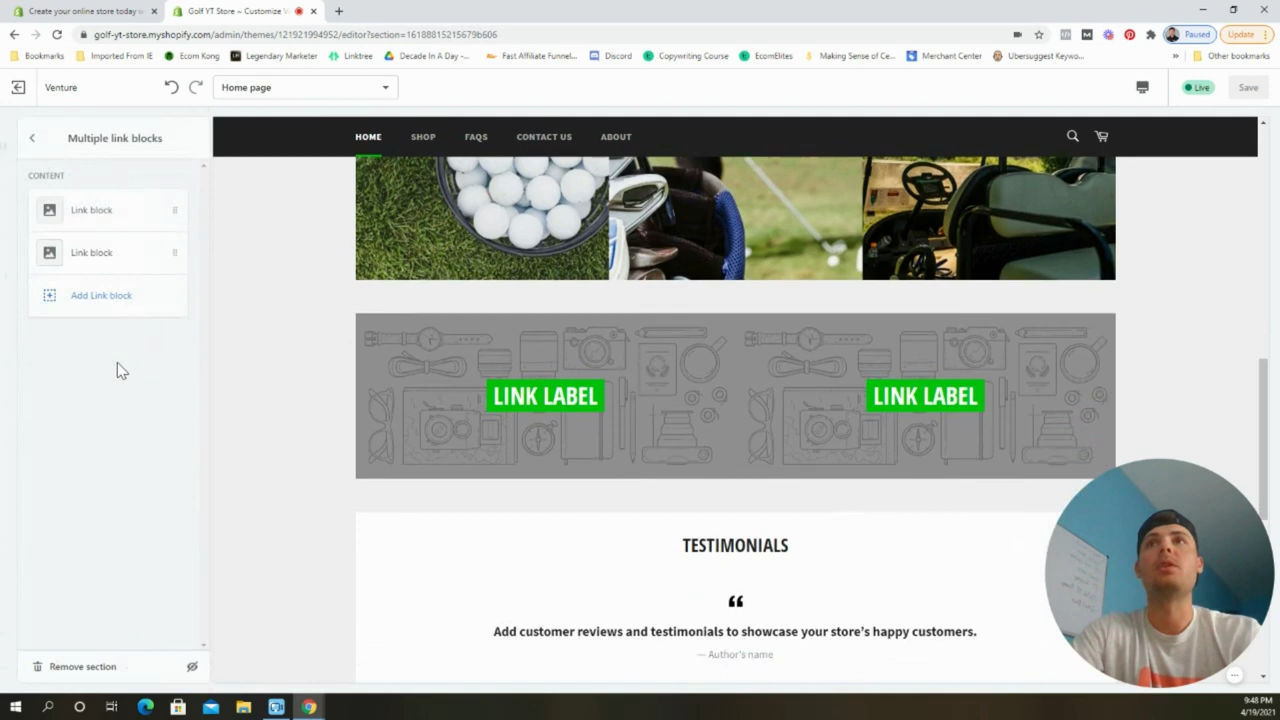 Create your online store today w
Golf YT Store ~ Customize V
golf-yt-store.myshopify.com/admin/themes/121921994952/editor?section=16188815215679b606
Paused
Update
Bookmarks
Imported From IE
Ecom Kong
Legendary Marketer
Linktree
Decade In A Day -...
Fast Affiliate Funnel...
Discord
Copywriting Course
EcomElites
Making Sense of Ce...
Merchant Center
Ubersuggest Keywo...
»
Other bookmarks
Venture
Home page
Live
Save
Multiple link blocks
CONTENT
Link block
Link block
Add Link block
Remove section
HOME
SHOP
FAQS
CONTACT US
ABOUT
LINK LABEL
LINK LABEL
TESTIMONIALS
“
Add customer reviews and testimonials to showcase your store’s happy customers.
— Author's name
9:48 PM
4/19/2021